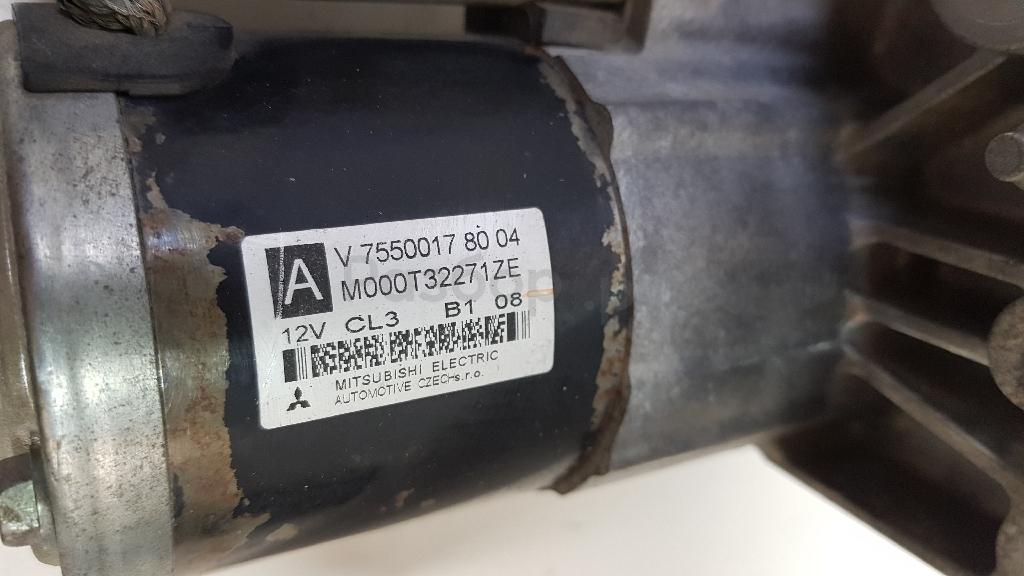 A
V 7550017 80 04
M000T32271ZE
12V CL3 B1 08
MITSUBISHI ELECTRIC
AUTOMOTIVE CZECH s.r.o.